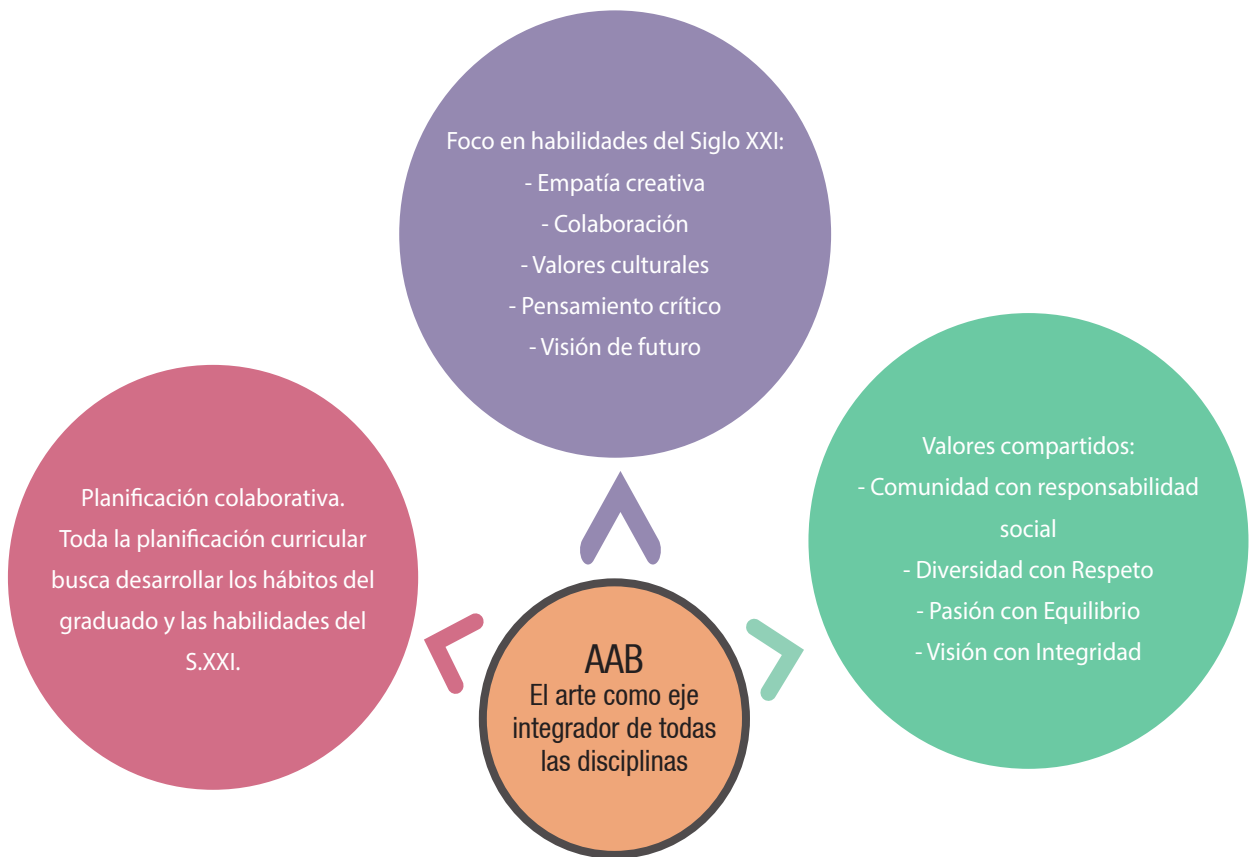 Foco en habilidades del Siglo XXI:
- Empatía creativa
- Colaboración
- Valores culturales
- Pensamiento crítico
- Visión de futuro
Planificación colaborativa.
Toda la planificación curricular
busca desarrollar los hábitos del
graduado y las habilidades del
S.XXI.
Valores compartidos:
- Comunidad con responsabilidad
social
- Diversidad con Respeto
- Pasión con Equilibrio
- Visión con Integridad
AAB
El arte como eje
integrador de todas
las disciplinas